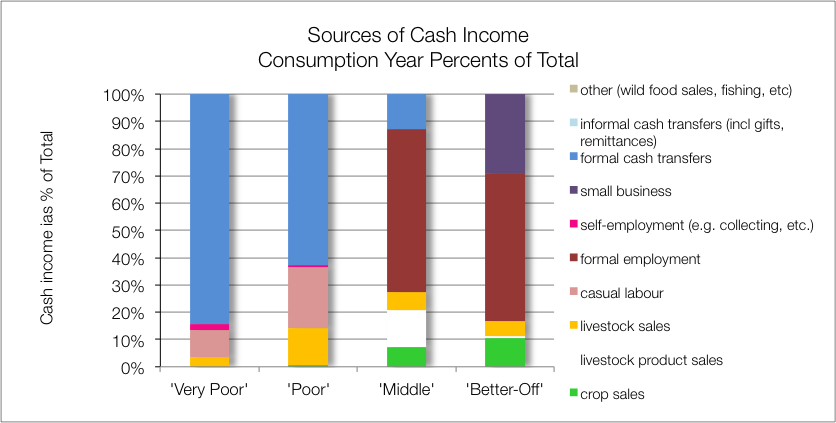 Sources of Cash Income
Consumption Year Percents of Total
Cash income ias % of Total
100%
90%
80%
70%
60%
50%
40%
30%
20%
10%
0%
'Very Poor'
'Poor'
'Middle'
'Better-Off'
other (wild food sales, fishing, etc)
informal cash transfers (incl gifts,
remittances)
formal cash transfers
small business
self-employment (e.g. collecting, etc.)
formal employment
casual labour
livestock sales
livestock product sales
crop sales